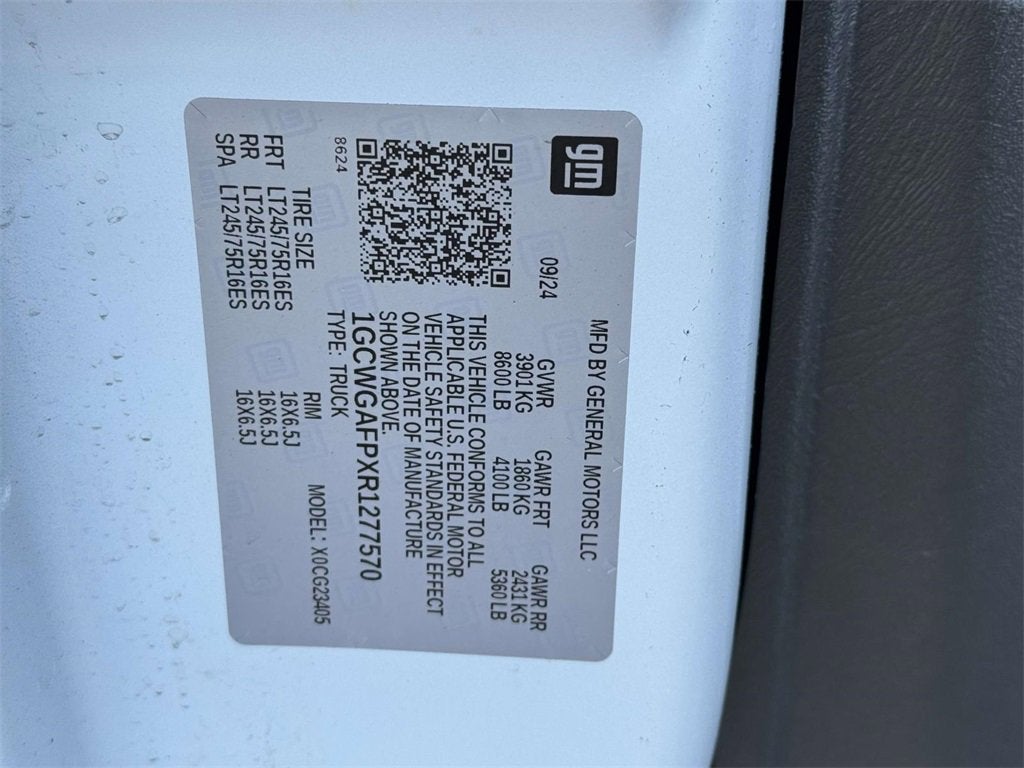 gm
MFD BY GENERAL MOTORS LLC
09/24
GVWR GAWR FRT GAWR RR
3901 KG 1860 KG 2431 KG
8600 LB 4100 LB 5360 LB
THIS VEHICLE CONFORMS TO ALL
APPLICABLE U.S. FEDERAL MOTOR
VEHICLE SAFETY STANDARDS IN EFFECT
ON THE DATE OF MANUFACTURE
SHOWN ABOVE.
1GCWGAFPXR1277570
TYPE: TRUCK
8624
MODEL: X0CG23405
TIRE SIZE RIM
FRT LT245/75R16ES 16X6.5J
RR LT245/75R16ES 16X6.5J
SPA LT245/75R16ES 16X6.5J